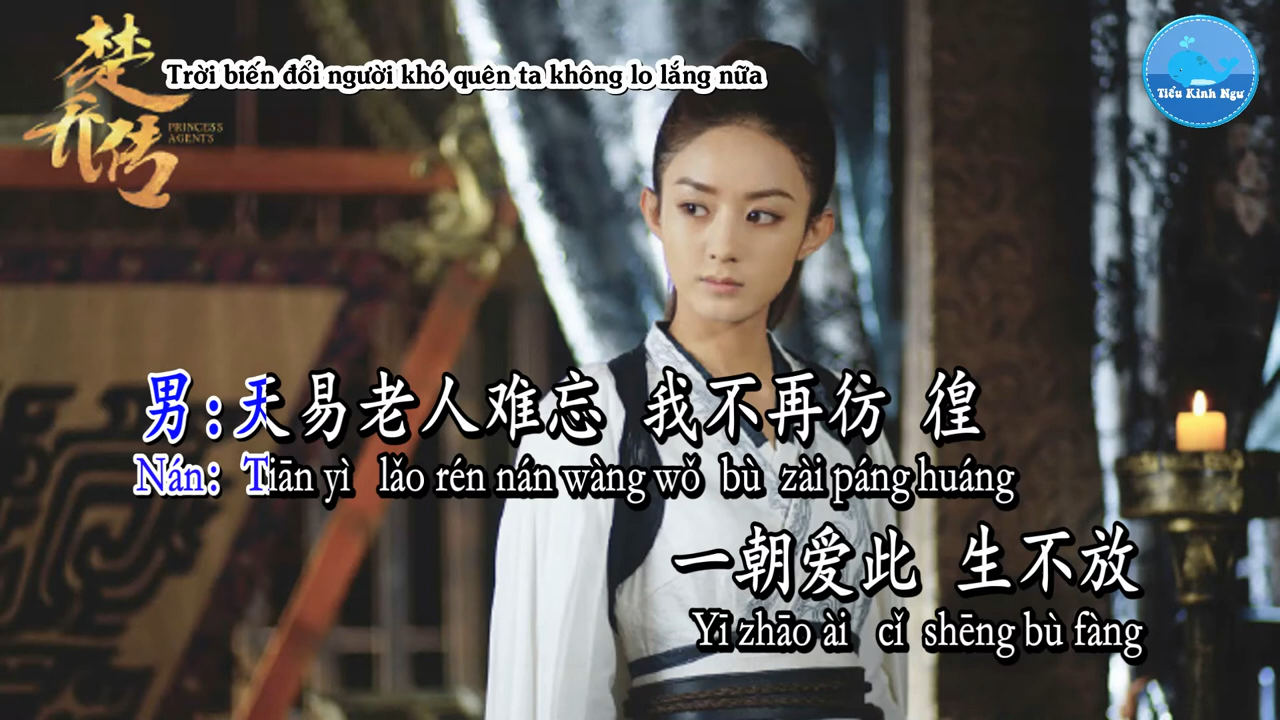 楚乔传
PRINCESS
AGENTS
Trời biến đổi người khó quên ta không lo lắng nữa
Tiểu Kình Ngư
男:天易老人难忘 我不再彷 徨
Nán: Tiān yì lǎo rén nán wàng wǒ bù zài páng huáng
一朝爱此 生不放
Yī zhāo ài cǐ shēng bù fàng